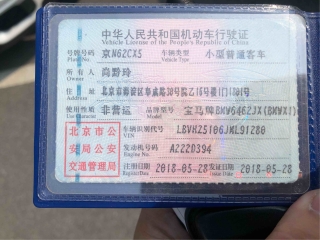 中华人民共和国机动车行驶证
Vehicle License of the People's Republic of China
号牌号码 京N62CX5 车辆类型 小型普通客车
Plate No. Vehicle Type
所有人 尚黔玲
Owner
住址
Address
使用性质 非营运 品牌型号 宝马牌BMW6462JX(BMWX1)
Use Character Model
北京市公 车辆识别代号
安局公安 VIN
交通管理局 发动机号码 A222D394
Engine No.
注册日期 2018-05-28 发证日期 2018-05-28
Register Date Issue Date